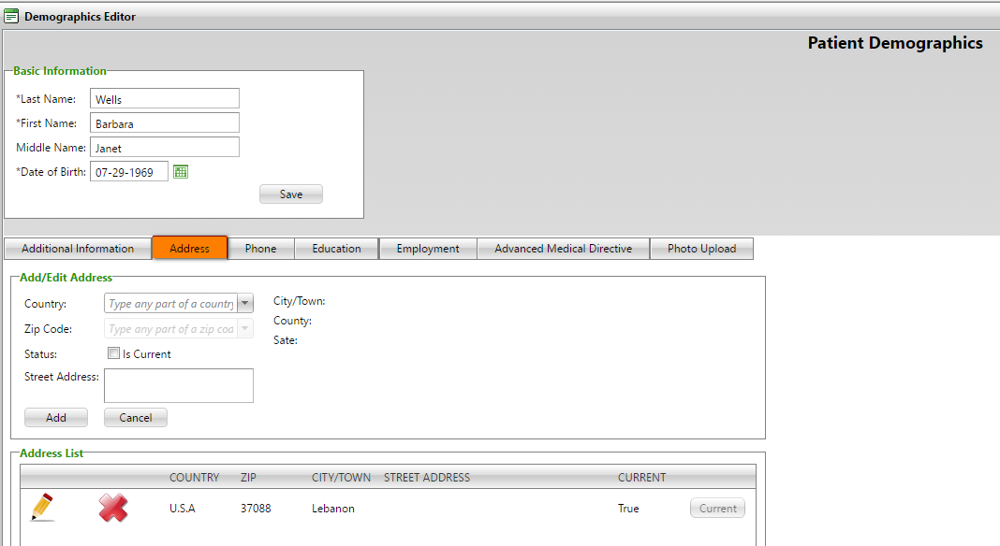 Demographics Editor
Patient Demographics
Basic Information
*Last Name: Wells
*First Name: Barbara
Middle Name: Janet
*Date of Birth: 07-29-1969
Save
Additional Information Address Phone Education Employment Advanced Medical Directive Photo Upload
Add/Edit Address
Country: Type any part of a country City/Town:
Zip Code: Type any part of a zip cod County:
Sate:
Status: Is Current
Street Address:
Add Cancel
Address List
COUNTRY ZIP CITY/TOWN STREET ADDRESS CURRENT
U.S.A 37088 Lebanon True Current